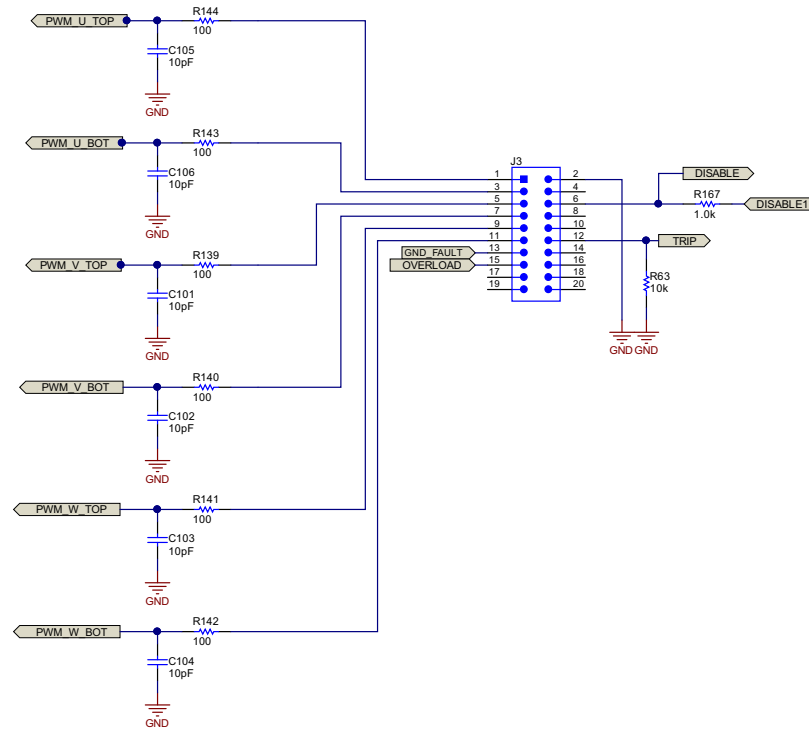 PWM_U_TOP
R144
100
C105
10pF
GND
PWM_U_BOT
R143
100
C106
10pF
GND
PWM_V_TOP
R139
100
C101
10pF
GND
PWM_V_BOT
R140
100
C102
10pF
GND
PWM_W_TOP
R141
100
C103
10pF
GND
PWM_W_BOT
R142
100
C104
10pF
GND
J3
1 2
3 4
5 6
7 8
9 10
11 12
13 14
15 16
17 18
19 20
GND_FAULT
OVERLOAD
DISABLE
R167
1.0k
DISABLE1
TRIP
R63
10k
GND GND